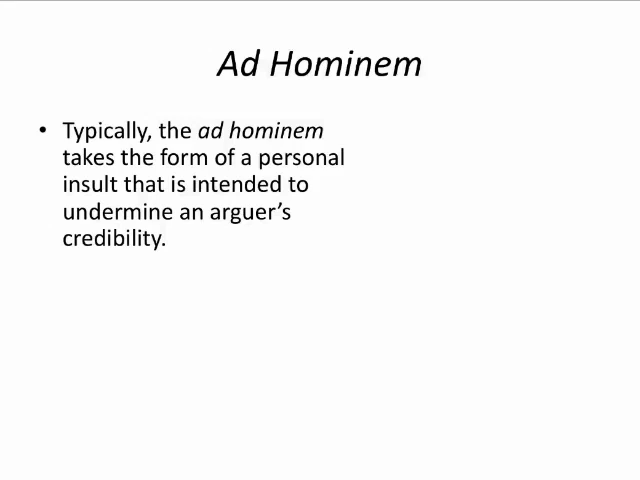 Ad Hominem
• Typically, the ad hominem
takes the form of a personal
insult that is intended to
undermine an arguer’s
credibility.